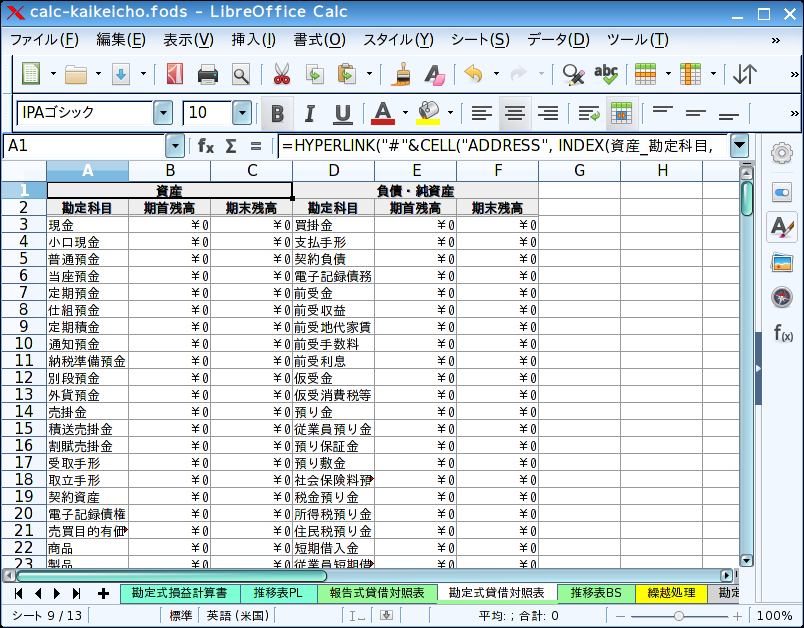 calc-kaikeicho.fods - LibreOffice Calc
ファイル(F) 編集(E) 表示(V) 挿入(I) 書式(O) スタイル(Y) シート(S) データ(D) ツール(T) »
»
abc
IPAゴシック 10 B I U A »
A1 fx Σ = =HYPERLINK("#"&CELL("ADDRESS", INDEX(資産_勘定科目,
A B C D E F G H
1 資産 負債・純資産
2 勘定科目 期首残高 期末残高 勘定科目 期首残高 期末残高
3 現金 ￥0 ￥0 買掛金 ￥0 ￥0
4 小口現金 ￥0 ￥0 支払手形 ￥0 ￥0
5 普通預金 ￥0 ￥0 契約負債 ￥0 ￥0
6 当座預金 ￥0 ￥0 電子記録債務 ￥0 ￥0
7 定期預金 ￥0 ￥0 前受金 ￥0 ￥0
8 仕組預金 ￥0 ￥0 前受収益 ￥0 ￥0
9 定期積金 ￥0 ￥0 前受地代家賃 ￥0 ￥0
10 通知預金 ￥0 ￥0 前受手数料 ￥0 ￥0
11 納税準備預金 ￥0 ￥0 前受利息 ￥0 ￥0
12 別段預金 ￥0 ￥0 仮受金 ￥0 ￥0
13 外貨預金 ￥0 ￥0 仮受消費税等 ￥0 ￥0
14 売掛金 ￥0 ￥0 預り金 ￥0 ￥0
15 積送売掛金 ￥0 ￥0 従業員預り金 ￥0 ￥0
16 割賦売掛金 ￥0 ￥0 預り保証金 ￥0 ￥0
17 受取手形 ￥0 ￥0 預り敷金 ￥0 ￥0
18 取立手形 ￥0 ￥0 社会保険料預 ￥0 ￥0
19 契約資産 ￥0 ￥0 税金預り金 ￥0 ￥0
20 電子記録債権 ￥0 ￥0 所得税預り金 ￥0 ￥0
21 売買目的有価 ￥0 ￥0 住民税預り金 ￥0 ￥0
22 商品 ￥0 ￥0 短期借入金 ￥0 ￥0
23 製品 ￥0 ￥0 従業員短期借 ￥0 ￥0
勘定式損益計算書 推移表PL 報告式貸借対照表 勘定式貸借対照表 推移表BS 繰越処理 勘定
シート 9 / 13 標準 英語 (米国) 平均: ; 合計: 0 100%
f(x)